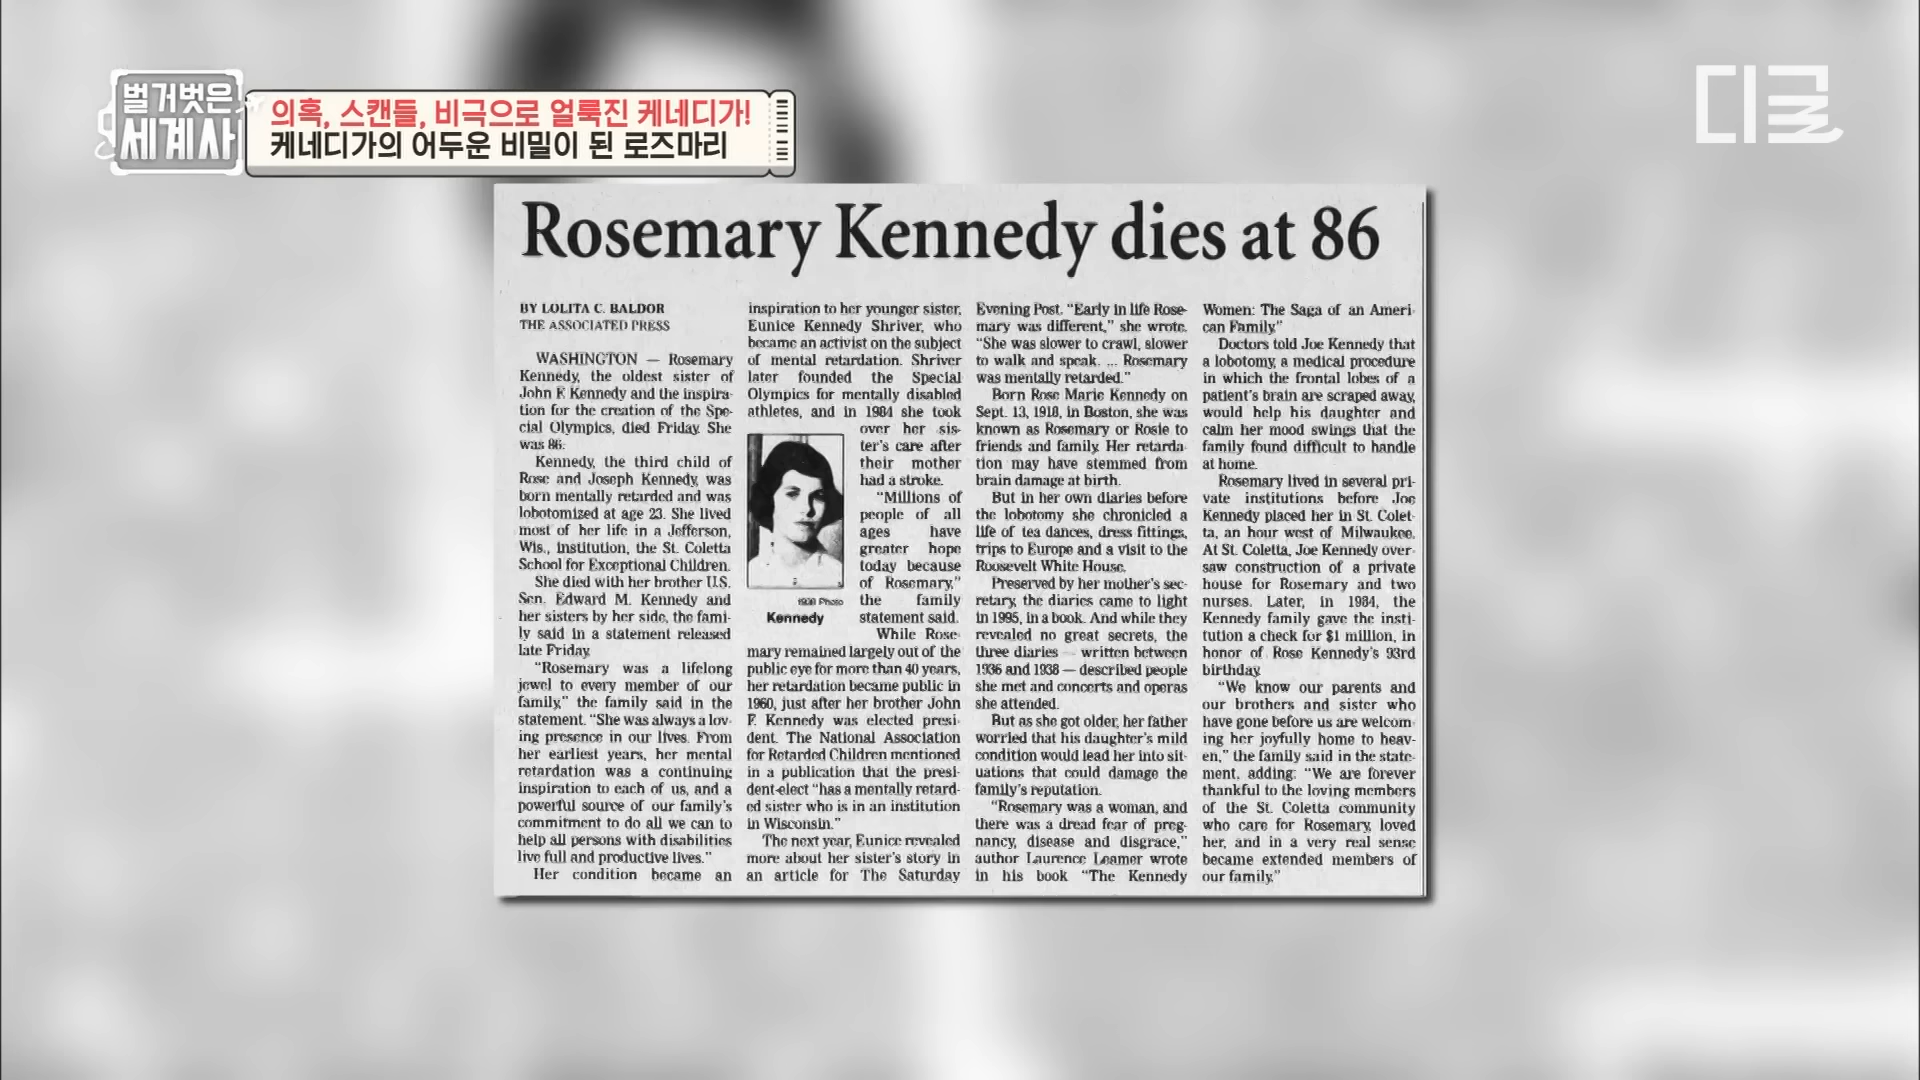 벌거벗은
세계사
의혹, 스캔들, 비극으로 얼룩진 케네디가!
케네디가의 어두운 비밀이 된 로즈마리
디글
Rosemary Kennedy dies at 86
BY LOLITA C. BALDOR
THE ASSOCIATED PRESS
WASHINGTON — Rosemary
Kennedy, the oldest sister of
John F. Kennedy and the inspira-
tion for the creation of the Spe-
cial Olympics, died Friday. She
was 86.
Kennedy, the third child of
Rose and Joseph Kennedy, was
born mentally retarded and was
lobotomized at age 23. She lived
most of her life in a Jefferson,
Wis., institution, the St. Coletta
School for Exceptional Children.
She died with her brother U.S.
Sen. Edward M. Kennedy and
her sisters by her side, the fami-
ly said in a statement released
late Friday.
"Rosemary was a lifelong
jewel to every member of our
family," the family said in the
statement. "She was always a lov-
ing presence in our lives. From
her earliest years, her mental
retardation was a continuing
inspiration to each of us, and a
powerful source of our family's
commitment to do all we can to
help all persons with disabilities
live full and productive lives."
Her condition became an
inspiration to her younger sister,
Eunice Kennedy Shriver, who
became an activist on the subject
of mental retardation. Shriver
later founded the Special
Olympics for mentally disabled
athletes, and in 1984 she took
over her sis-
ter's care after
their mother
had a stroke.
"Millions of
people of all
ages have
greater hope
today because
of Rosemary,"
the family
statement said.
1938 Photo
Kennedy
While Rose-
mary remained largely out of the
public eye for more than 40 years,
her retardation became public in
1960, just after her brother John
F. Kennedy was elected presi-
dent. The National Association
for Retarded Children mentioned
in a publication that the presi-
dent-elect "has a mentally retard-
ed sister who is in an institution
in Wisconsin."
The next year, Eunice revealed
more about her sister's story in
an article for The Saturday
Evening Post. "Early in life Rose-
mary was different," she wrote.
"She was slower to crawl, slower
to walk and speak. ... Rosemary
was mentally retarded."
Born Rose Marie Kennedy on
Sept. 13, 1918, in Boston, she was
known as Rosemary or Rosie to
friends and family. Her retarda-
tion may have stemmed from
brain damage at birth.
But in her own diaries before
the lobotomy she chronicled a
life of tea dances, dress fittings,
trips to Europe and a visit to the
Roosevelt White House.
Preserved by her mother's sec-
retary, the diaries came to light
in 1995, in a book. And while they
revealed no great secrets, the
three diaries — written between
1936 and 1938 — described people
she met and concerts and operas
she attended.
But as she got older, her father
worried that his daughter's mild
condition would lead her into sit-
uations that could damage the
family's reputation.
"Rosemary was a woman, and
there was a dread fear of preg-
nancy, disease and disgrace,"
author Laurence Leamer wrote
in his book "The Kennedy
Women: The Saga of an Ameri-
can Family."
Doctors told Joe Kennedy that
a lobotomy, a medical procedure
in which the frontal lobes of a
patient's brain are scraped away,
would help his daughter and
calm her mood swings that the
family found difficult to handle
at home.
Rosemary lived in several pri-
vate institutions before Joe
Kennedy placed her in St. Colet-
ta, an hour west of Milwaukee.
At St. Coletta, Joe Kennedy over-
saw construction of a private
house for Rosemary and two
nurses. Later, in 1984, the
Kennedy family gave the insti-
tution a check for $1 million, in
honor of Rose Kennedy's 93rd
birthday.
"We know our parents and
our brothers and sister who
have gone before us are welcom-
ing her joyfully home to heav-
en," the family said in the state-
ment, adding: "We are forever
thankful to the loving members
of the St. Coletta community
who care for Rosemary, loved
her, and in a very real sense
became extended members of
our family."